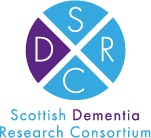 S
D R
C
Scottish Dementia
Research Consortium